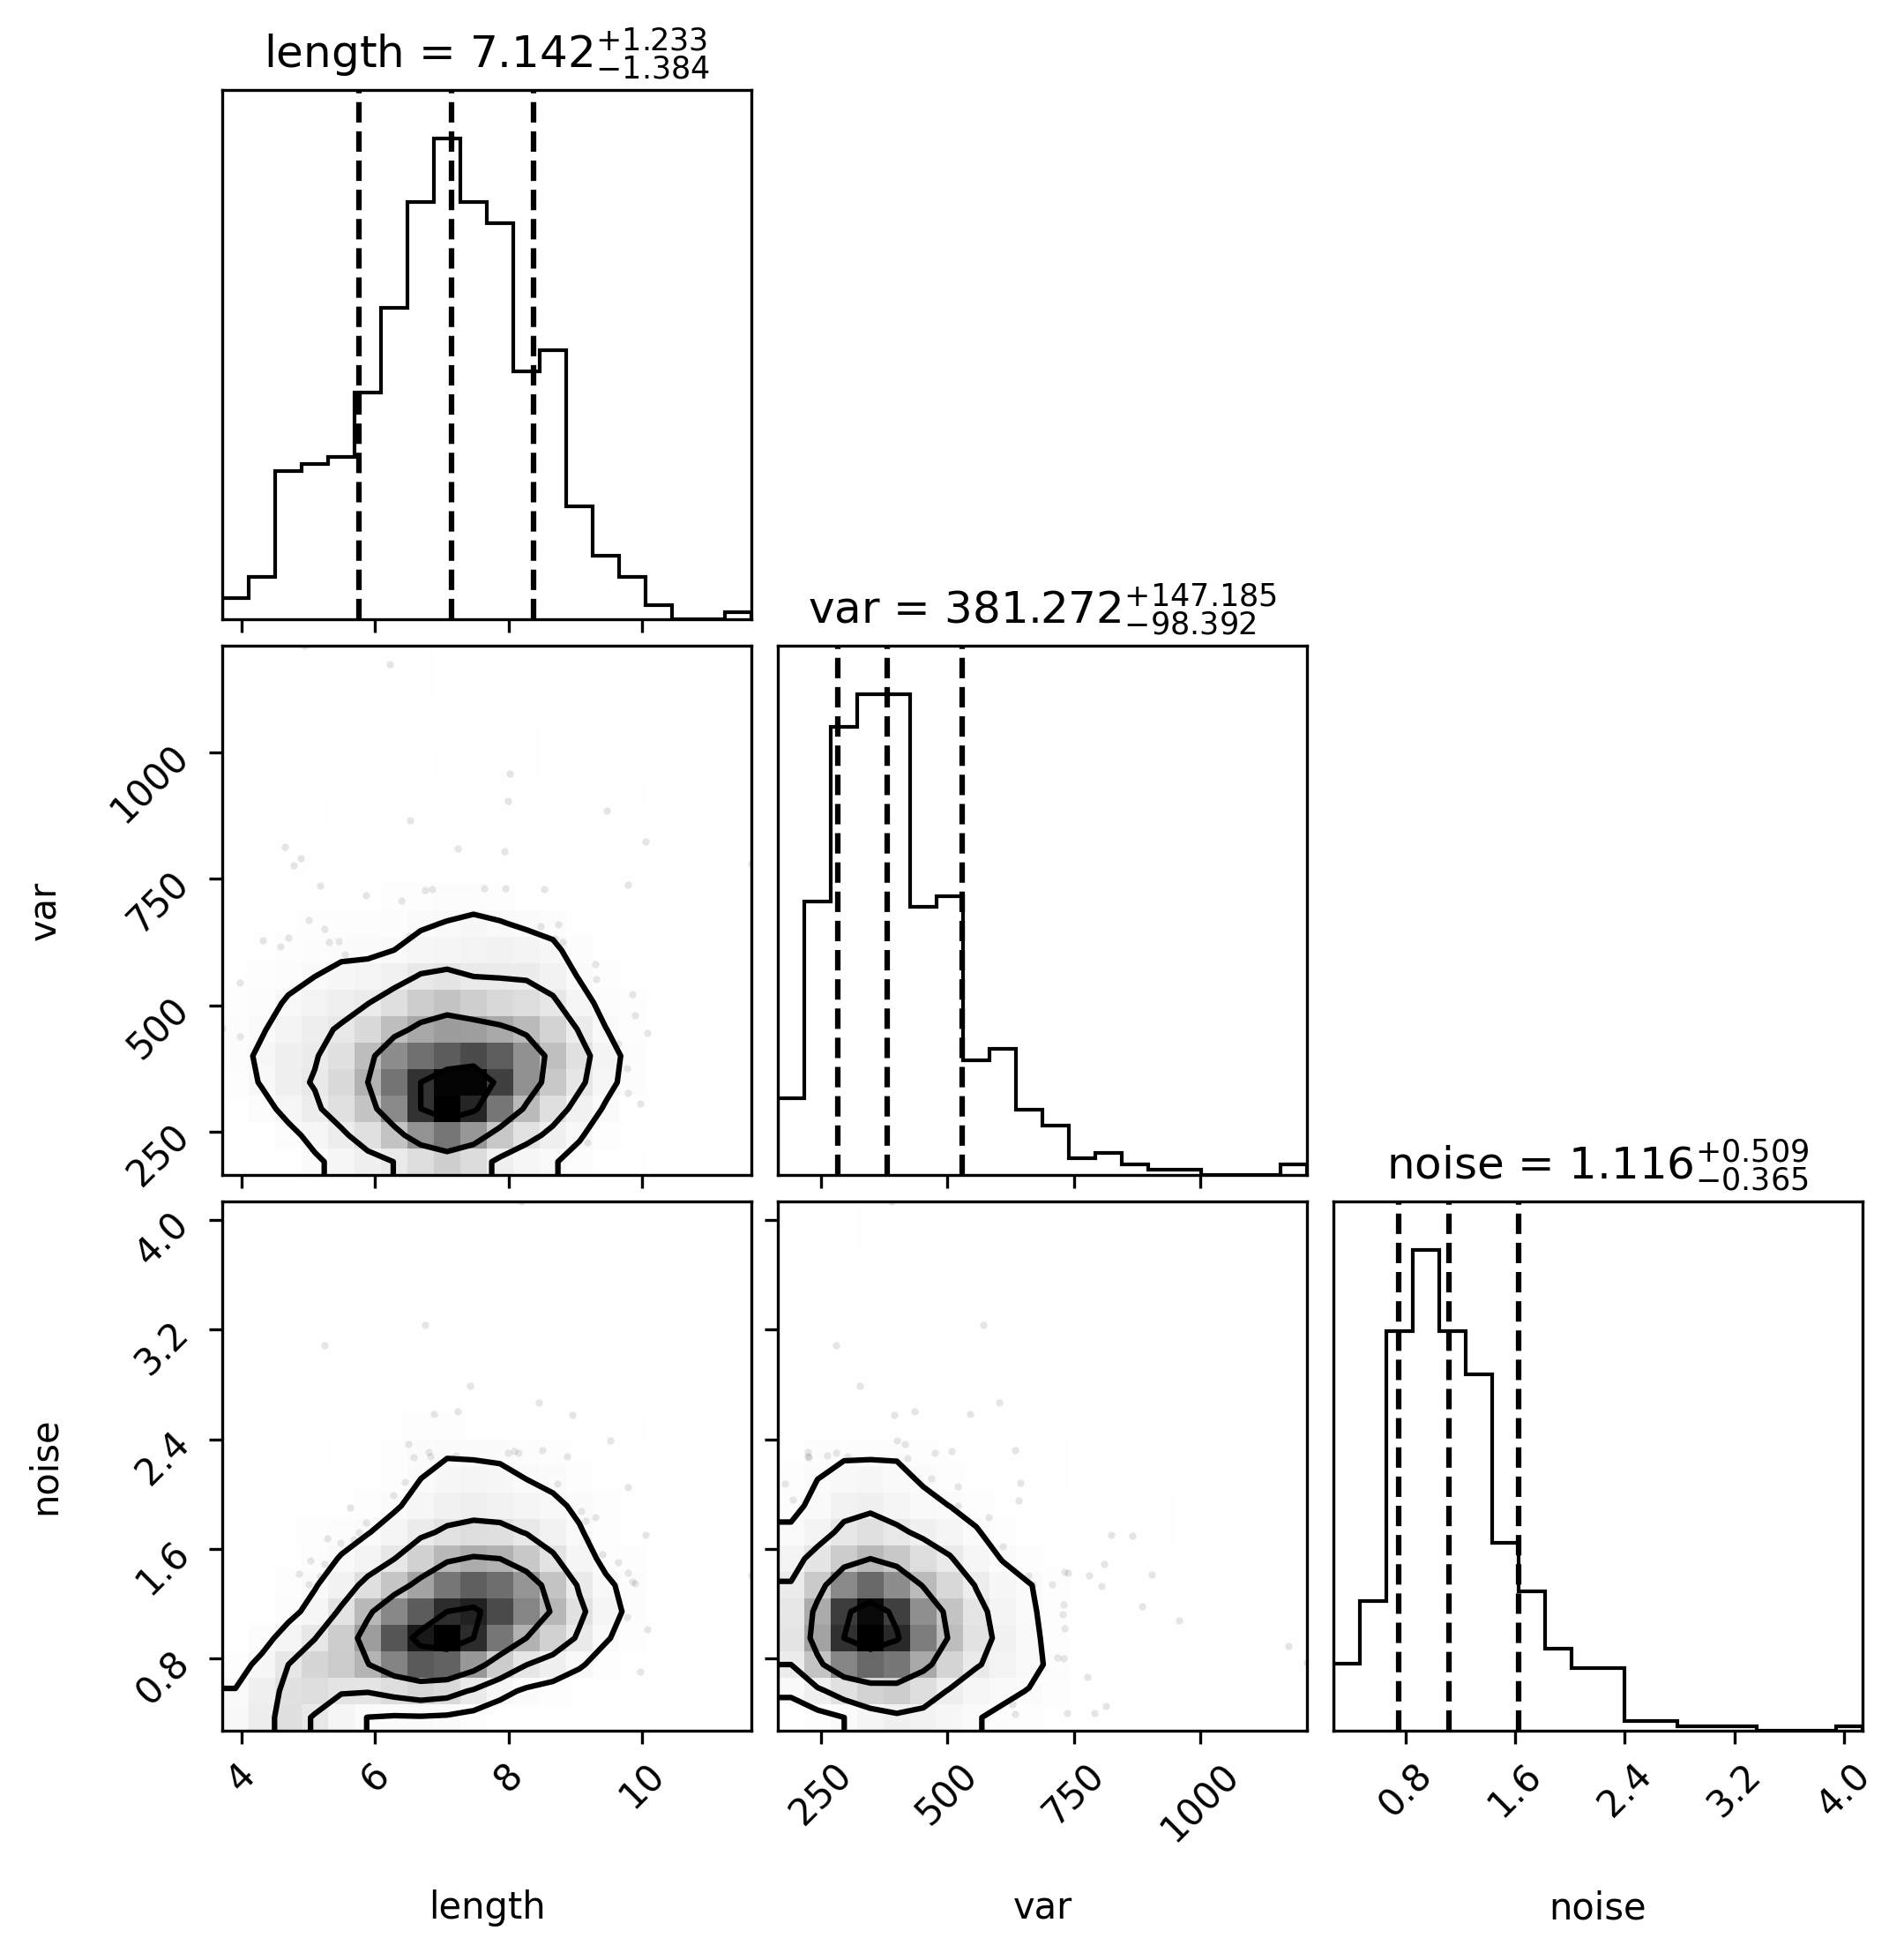 length = 7.142 +1.233 −1.384
var = 381.272 +147.185 −98.392
1000
750
500
250
var
noise = 1.116 +0.509 −0.365
4.0
3.2
2.4
1.6
0.8
noise
4 6 8 10 250 500 750 1000 0.8 1.6 2.4 3.2 4.0
length var noise